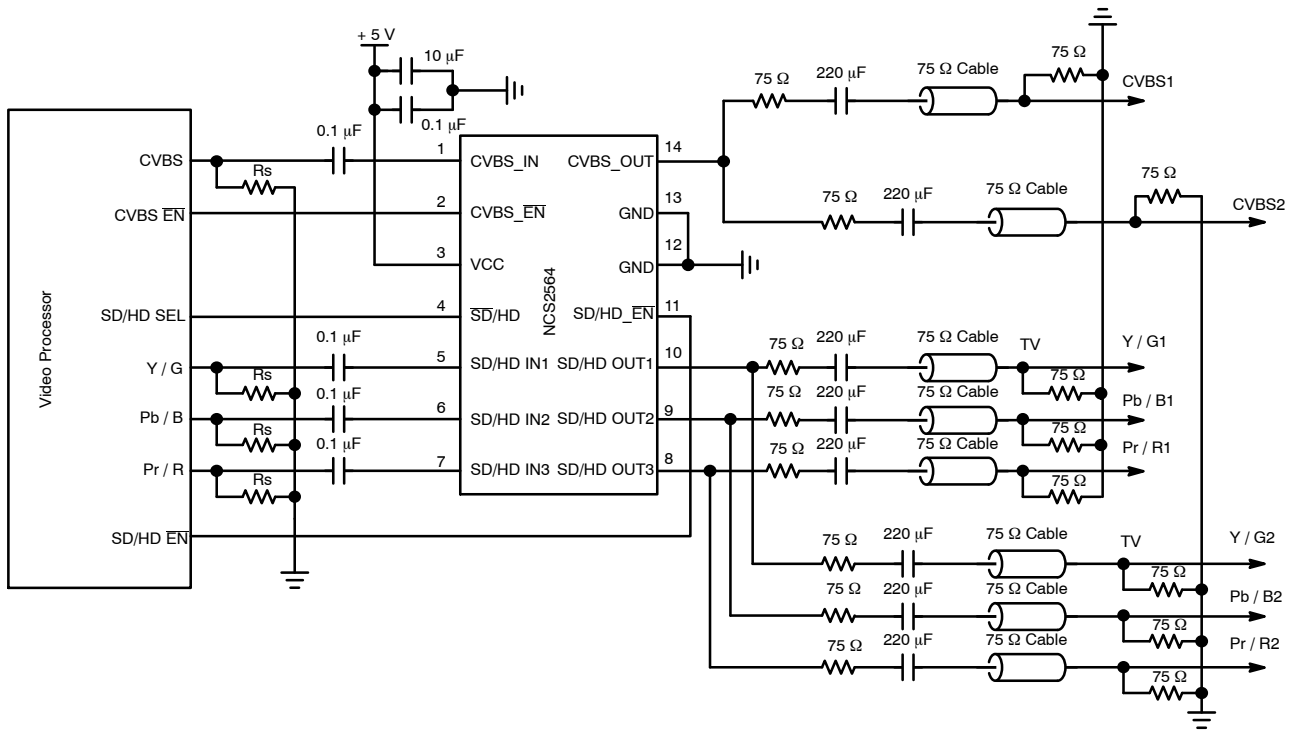 + 5 V
10 μF
0.1 μF
Video Processor
CVBS
CVBS EN
SD/HD SEL
Y / G
Pb / B
Pr / R
SD/HD EN
0.1 μF
Rs
0.1 μF
Rs
0.1 μF
Rs
0.1 μF
Rs
1
2
3
4
5
6
7
NCS2564
CVBS_IN
CVBS_EN
VCC
SD/HD
SD/HD IN1
SD/HD IN2
SD/HD IN3
CVBS_OUT
GND
GND
SD/HD_EN
SD/HD OUT1
SD/HD OUT2
SD/HD OUT3
14
13
12
11
10
9
8
75 Ω
220 μF
75 Ω Cable
75 Ω
CVBS1
75 Ω
220 μF
75 Ω Cable
75 Ω
CVBS2
75 Ω
220 μF
75 Ω Cable
TV
Y / G1
75 Ω
75 Ω
220 μF
75 Ω Cable
Pb / B1
75 Ω
75 Ω
220 μF
75 Ω Cable
Pr / R1
75 Ω
75 Ω
220 μF
75 Ω Cable
TV
Y / G2
75 Ω
75 Ω
220 μF
75 Ω Cable
Pb / B2
75 Ω
75 Ω
220 μF
75 Ω Cable
Pr / R2
75 Ω